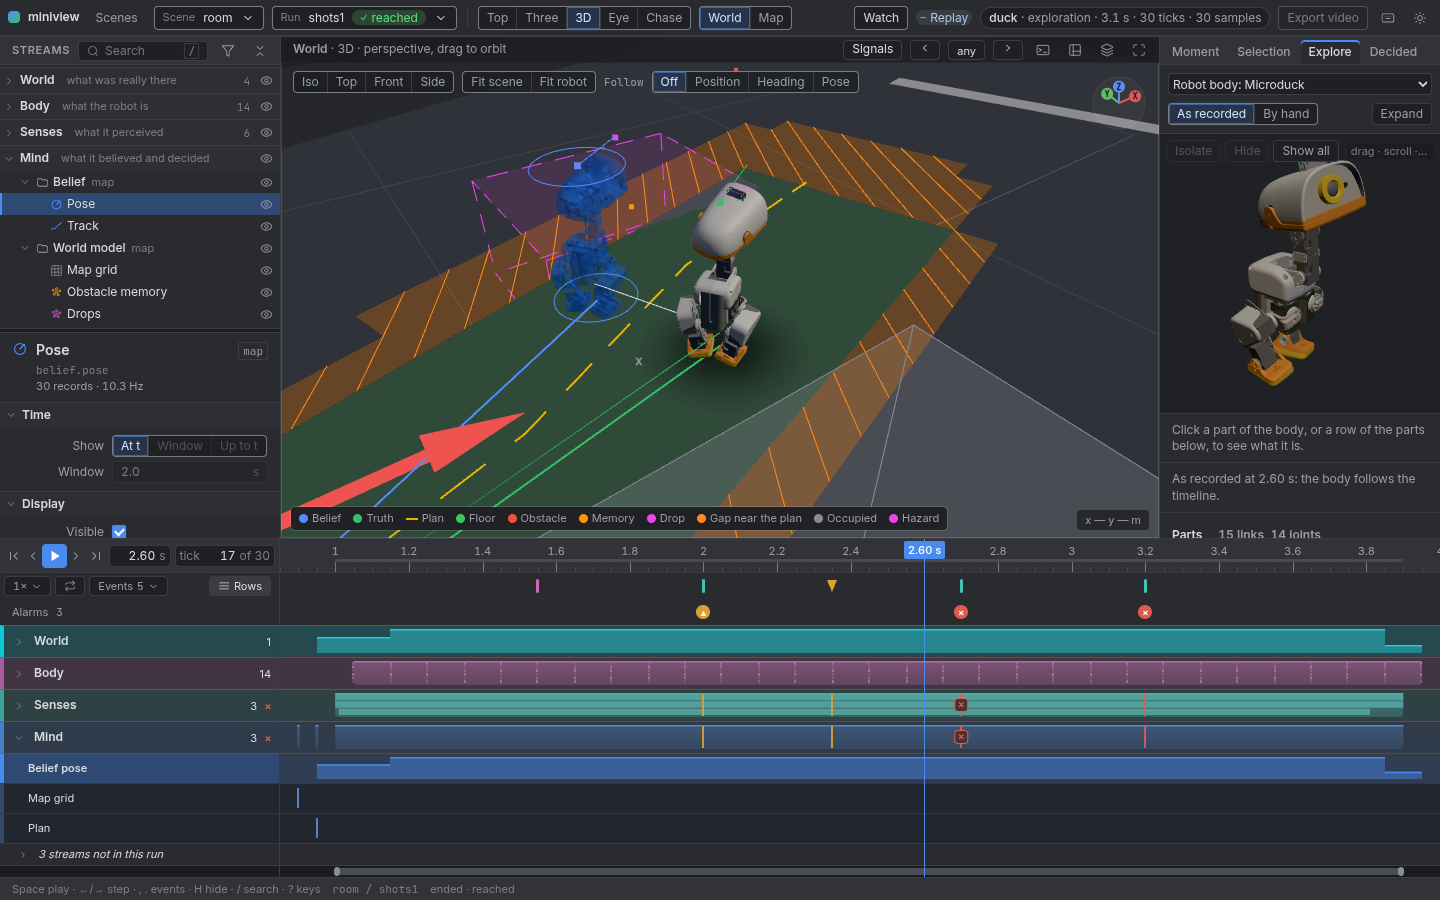 miniview Scenes Scene room Run shots1 ✓ reached Top Three 3D Eye Chase World Map Watch Replay duck · exploration · 3.1 s · 30 ticks · 30 samples Export video
STREAMS Search /
World what was really there 4
Body what the robot is 14
Senses what it perceived 6
Mind what it believed and decided
Belief map
Pose
Track
World model map
Map grid
Obstacle memory
Drops
Pose map
belief.pose
30 records · 10.3 Hz
Time
Show At t Window Up to t
Window 2.0 s
Display
Visible
World · 3D · perspective, drag to orbit Signals any
Iso Top Front Side Fit scene Fit robot Follow Off Position Heading Pose
Z
Y X
x
Belief Truth Plan Floor Obstacle Memory Drop Gap near the plan Occupied Hazard
x — y — m
Moment Selection Explore Decided
Robot body: Microduck
As recorded By hand Expand
Isolate Hide Show all drag · scroll ·...
Click a part of the body, or a row of the parts
below, to see what it is.
As recorded at 2.60 s: the body follows the
timeline.
Parts 15 links 14 joints
2.60 s tick 17 of 30
1 1.2 1.4 1.6 1.8 2 2.2 2.4 2.60 s 2.8 3 3.2 3.4 3.6 3.8
1× Events 5 Rows
Alarms 3
World 1
Body 14
Senses 3 ×
Mind 3 ×
Belief pose
Map grid
Plan
3 streams not in this run
Space play · ←/→ step · , . events · H hide · / search · ? keys room / shots1 ended · reached